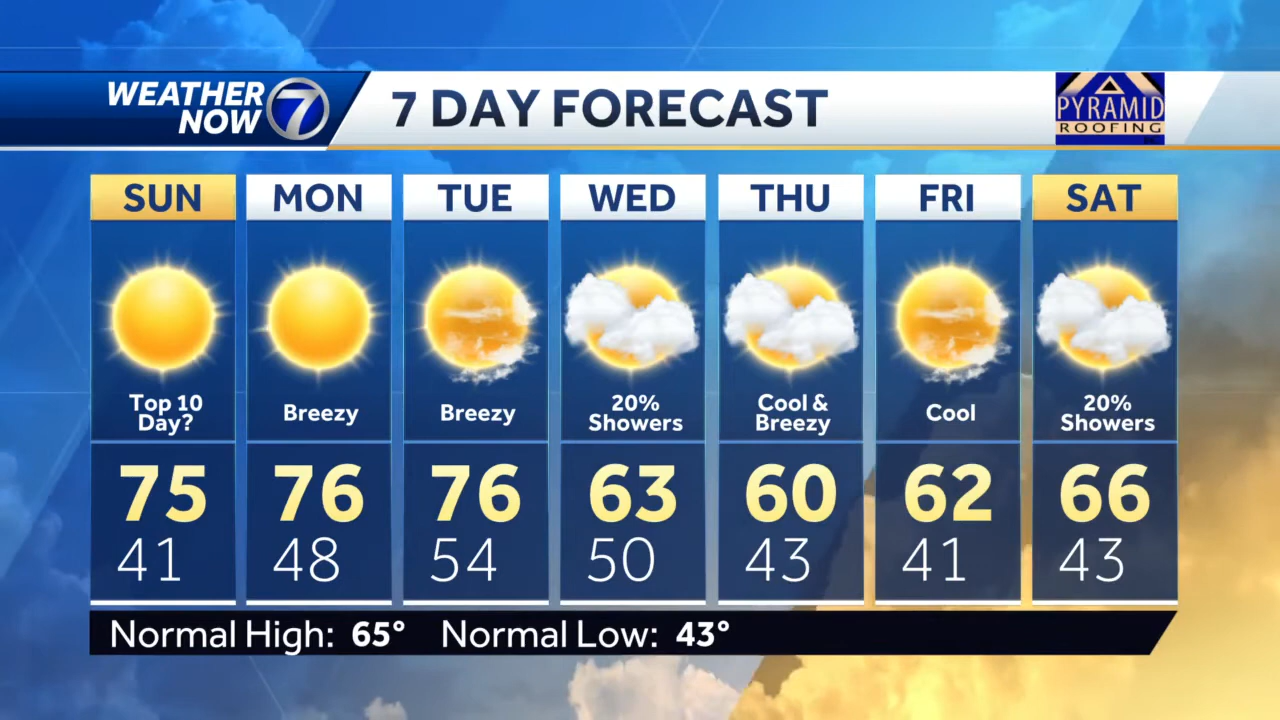 WEATHER
NOW 7
7 DAY FORECAST
PYRAMID
ROOFING
SUN MON TUE WED THU FRI SAT
Top 10
Day?
Breezy
Breezy
20%
Showers
Cool &
Breezy
Cool
20%
Showers
75 76 76 63 60 62 66
41 48 54 50 43 41 43
Normal High: 65° Normal Low: 43°